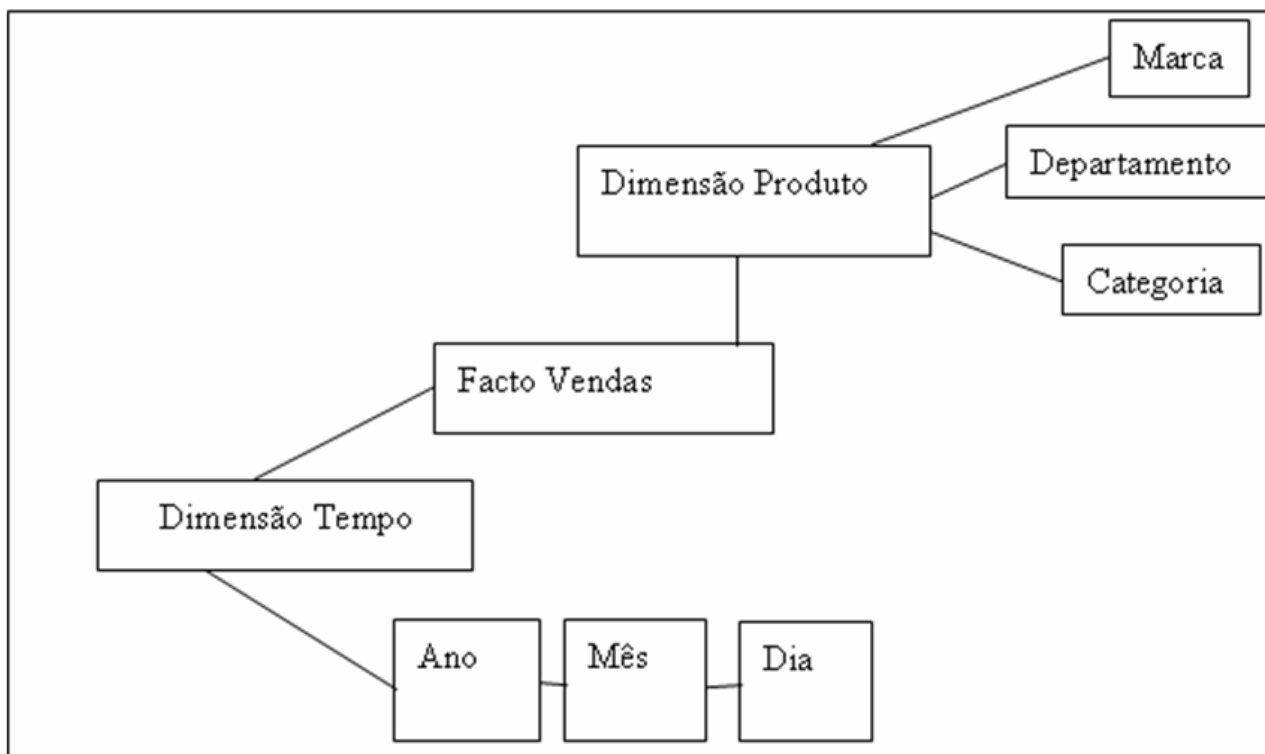 Marca
Dimensão Produto
Departamento
Categoria
Facto Vendas
Dimensão Tempo
Ano
Mês
Dia